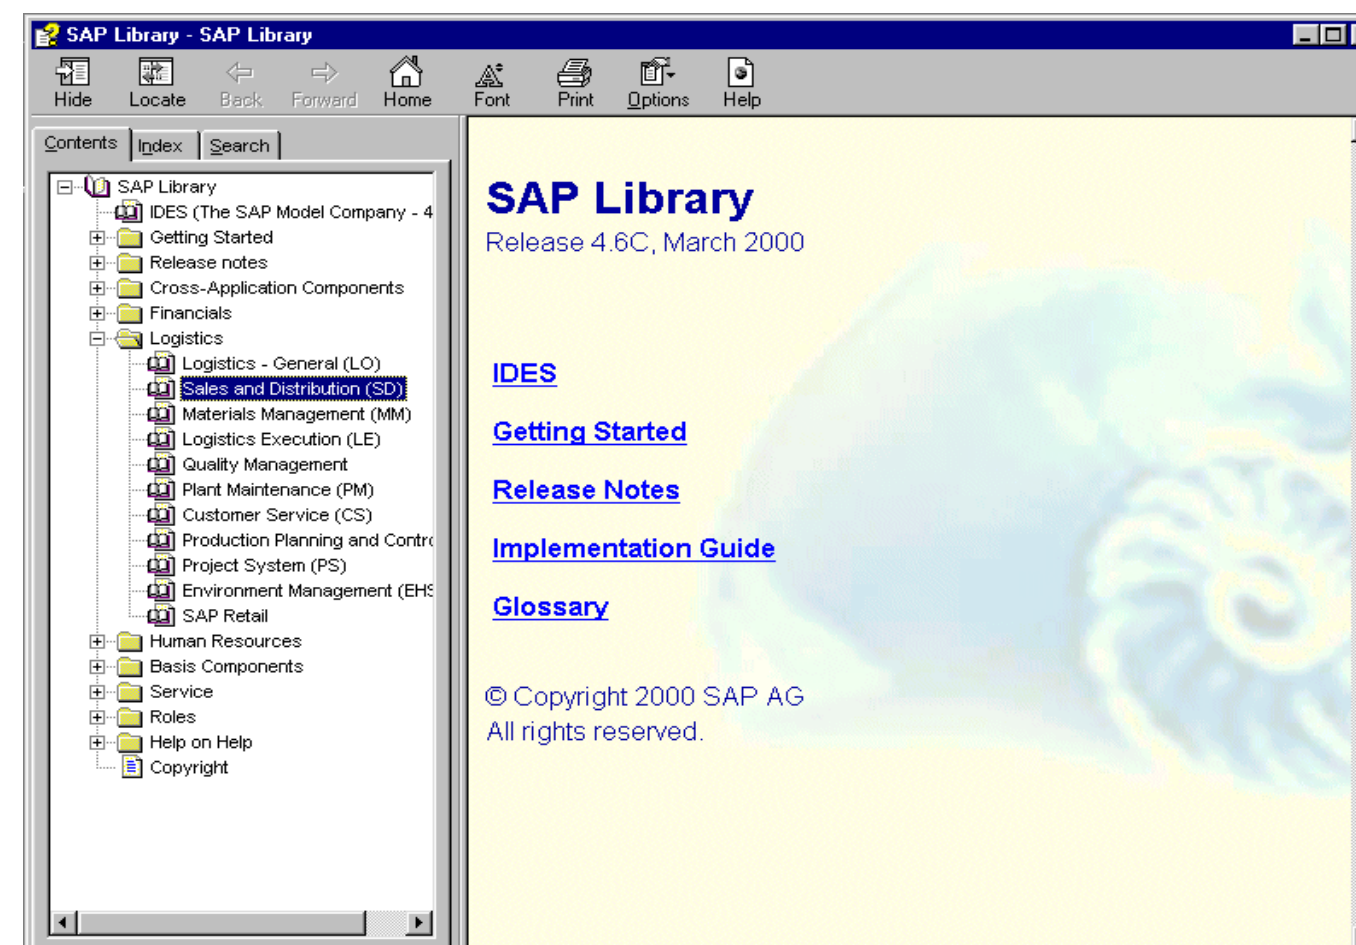 SAP Library - SAP Library
Hide Locate Back Forward Home Font Print Options Help
Contents Index Search
SAP Library
IDES (The SAP Model Company - 4
Getting Started
Release notes
Cross-Application Components
Financials
Logistics
Logistics - General (LO)
Sales and Distribution (SD)
Materials Management (MM)
Logistics Execution (LE)
Quality Management
Plant Maintenance (PM)
Customer Service (CS)
Production Planning and Contro
Project System (PS)
Environment Management (EHS
SAP Retail
Human Resources
Basis Components
Service
Roles
Help on Help
Copyright
SAP Library
Release 4.6C, March 2000
IDES
Getting Started
Release Notes
Implementation Guide
Glossary
© Copyright 2000 SAP AG
All rights reserved.